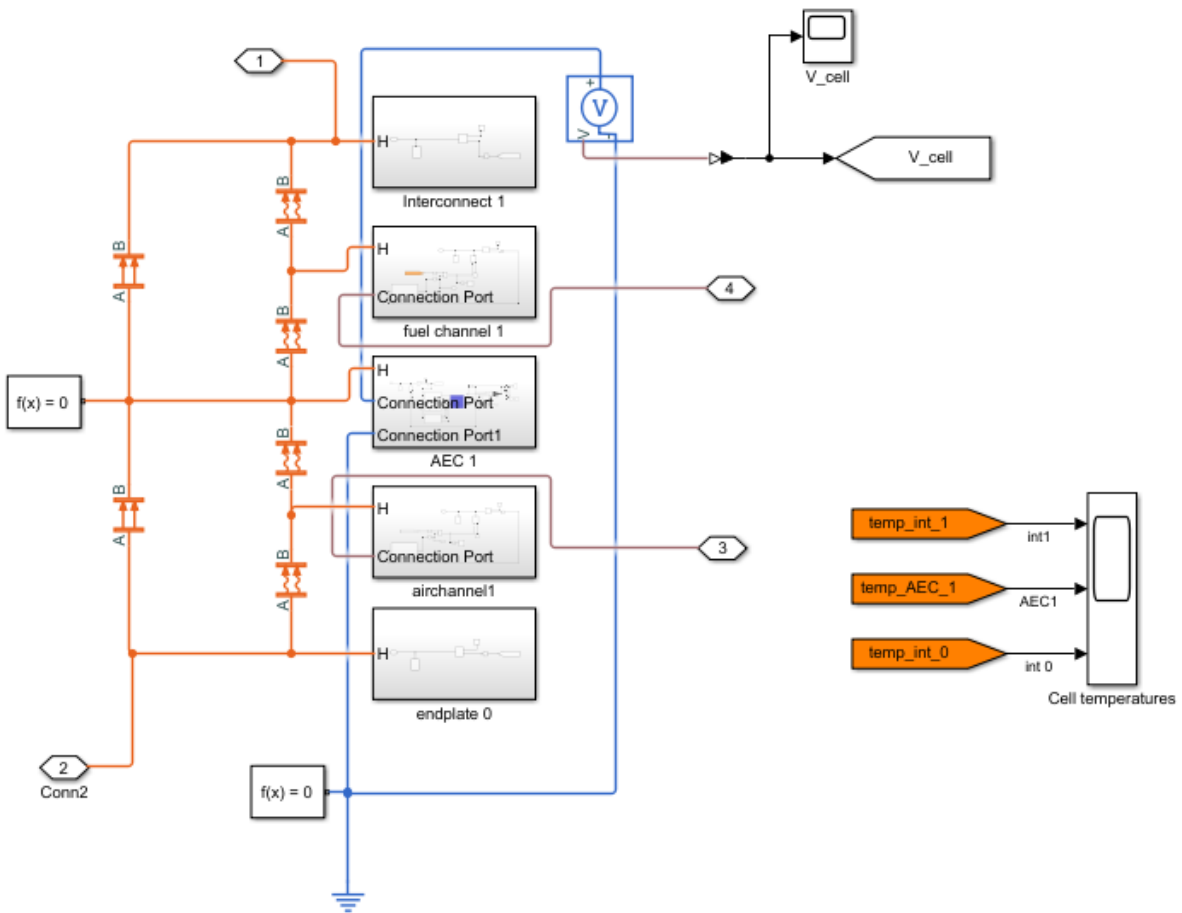 1
V_cell
V
+
V
-
V_cell
H
Interconnect 1
B
A
H
Connection Port
fuel channel 1
4
B
A
B
A
f(x) = 0
H
Connection Port
Connection Port1
AEC 1
B
A
B
A
H
Connection Port
airchannel1
3
B
A
H
endplate 0
temp_int_1
int1
temp_AEC_1
AEC1
temp_int_0
int 0
Cell temperatures
2
Conn2
f(x) = 0